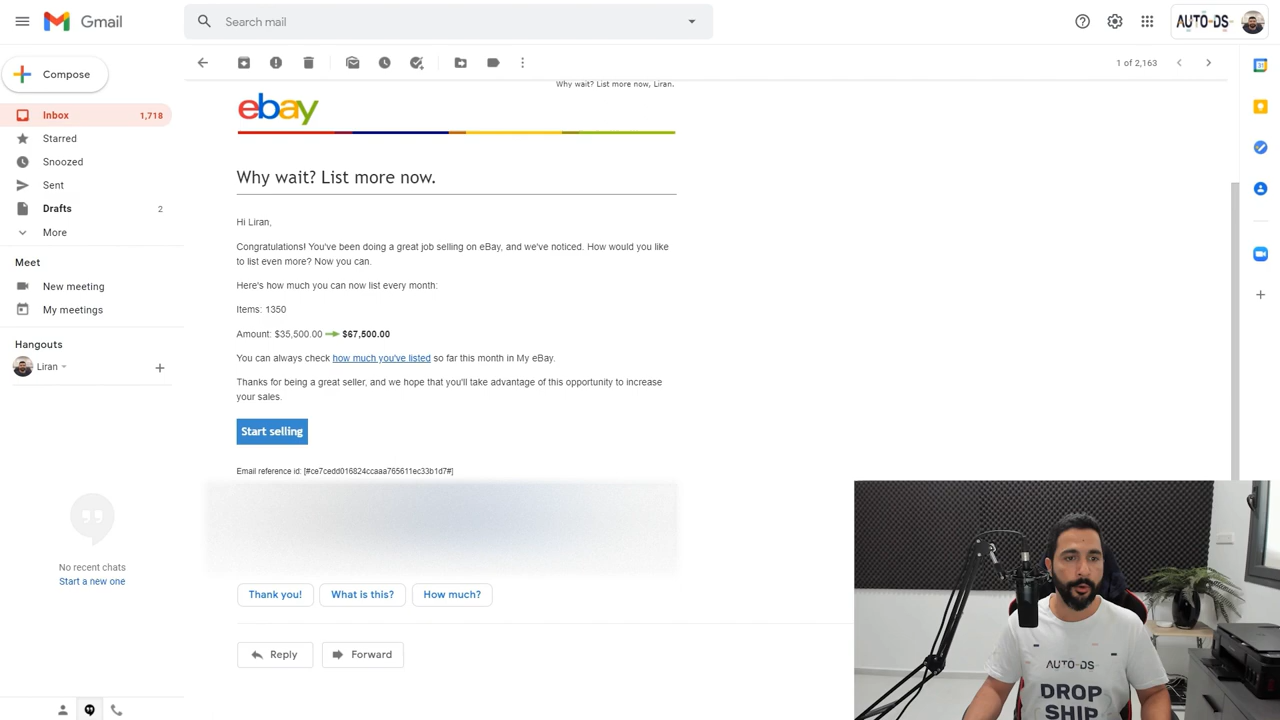 Gmail
Search mail
AUTO-DS
Compose
1 of 2,163
Inbox 1,718
Starred
Snoozed
Sent
Drafts 2
More
Meet
New meeting
My meetings
Hangouts
Liran
No recent chats
Start a new one
Why wait? List more now, Liran.
ebay
Why wait? List more now.
Hi Liran,
Congratulations! You've been doing a great job selling on eBay, and we've noticed. How would you like
to list even more? Now you can.
Here's how much you can now list every month:
Items: 1350
Amount: $35,500.00 $67,500.00
You can always check how much you've listed so far this month in My eBay.
Thanks for being a great seller, and we hope that you'll take advantage of this opportunity to increase
your sales.
Start selling
Email reference id: [#ce7cedd016824ccaaa765611ec33b1d7#]
Thank you!
What is this?
How much?
Reply
Forward
AUTO-DS
DROP
SHIP